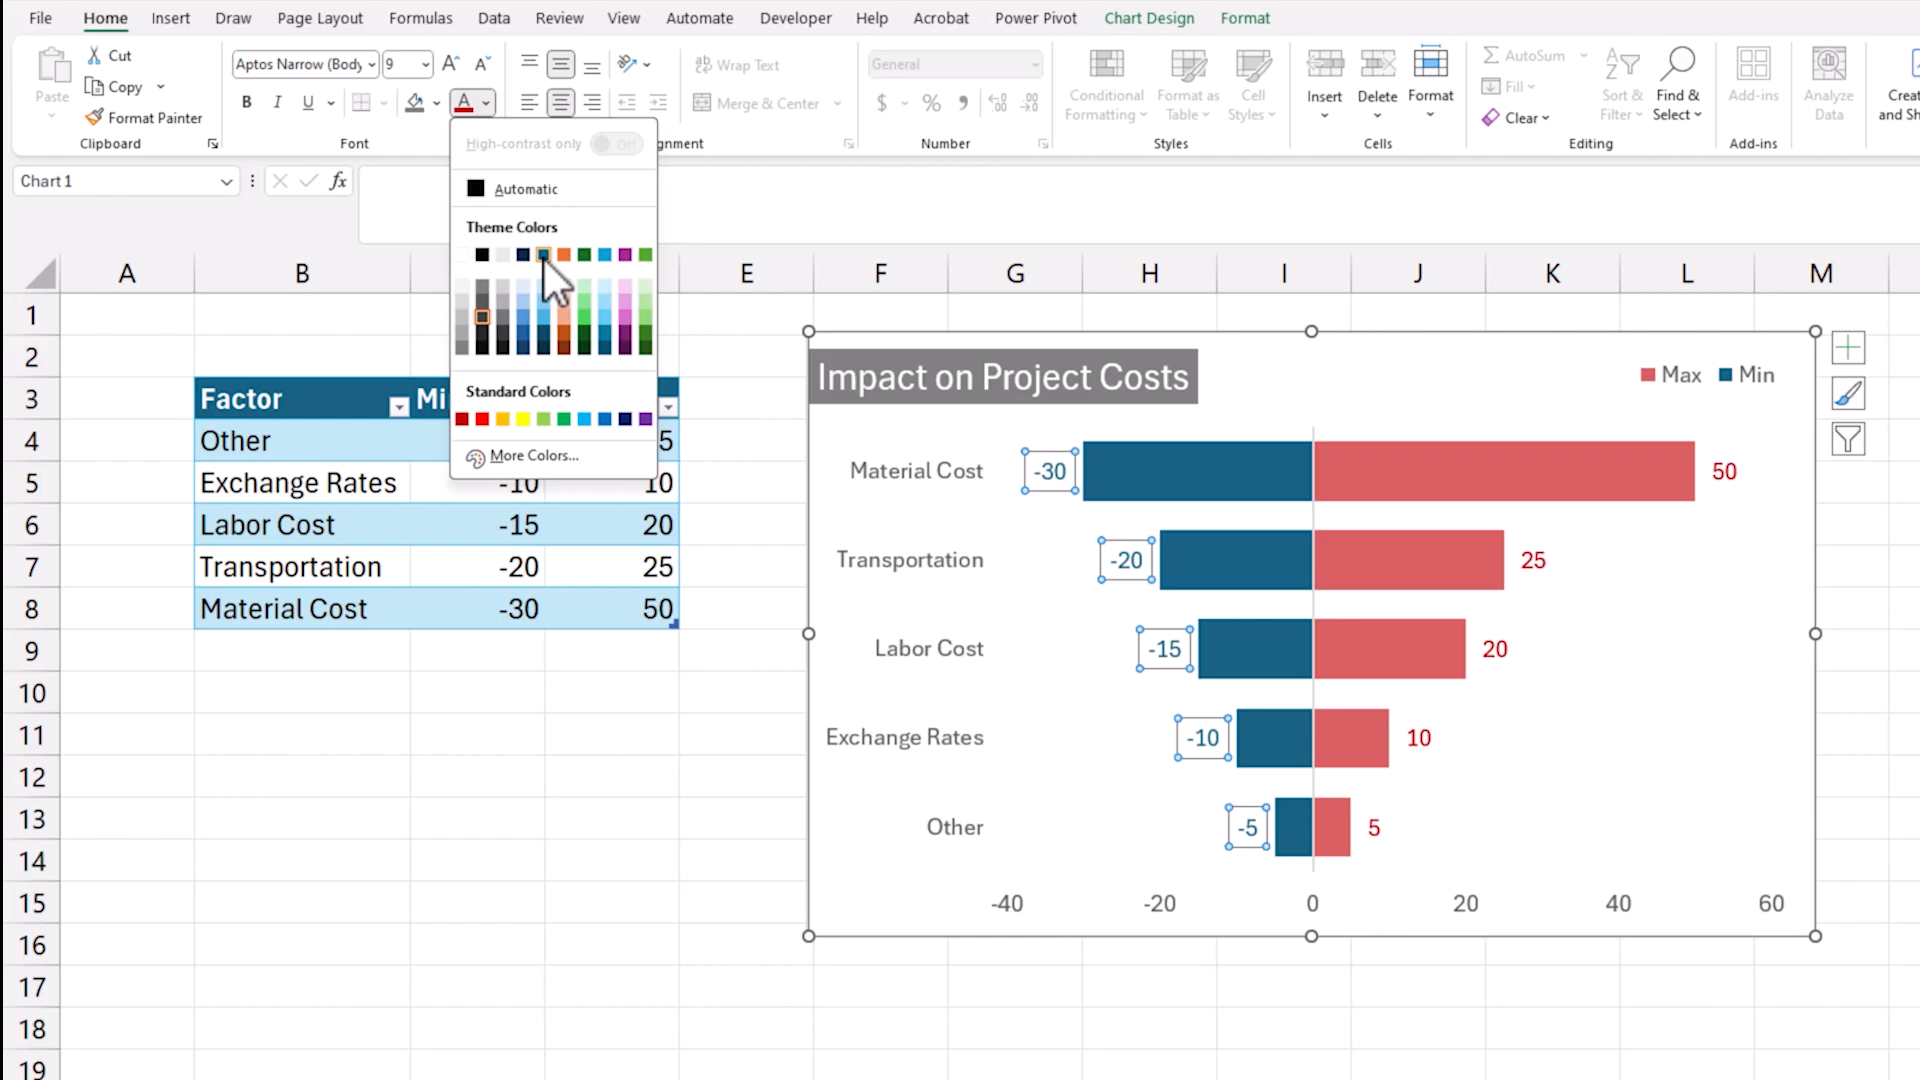 File Home Insert Draw Page Layout Formulas Data Review View Automate Developer Help Acrobat Power Pivot Chart Design Format
Paste
Cut
Copy
Format Painter
Clipboard
Aptos Narrow (Body 9 A A
B I U A
Font
Wrap Text
Merge & Center
gnment
General
$ % 9
Number
Conditional Formatting
Format as Table
Cell Styles
Styles
Insert Delete Format
Cells
AutoSum
Fill
Clear
Sort & Filter
Find & Select
Editing
Add-ins
Add-ins
Analyze Data
Creat
and Sh
Chart 1 fx
High-contrast only Off
Automatic
Theme Colors
Standard Colors
More Colors...
A B E F G H I J K L M
1
2
3 Factor Mi
4 Other 5
5 Exchange Rates -10 10
6 Labor Cost -15 20
7 Transportation -20 25
8 Material Cost -30 50
9
10
11
12
13
14
15
16
17
18
19
Impact on Project Costs
Max Min
Material Cost -30 50
Transportation -20 25
Labor Cost -15 20
Exchange Rates -10 10
Other -5 5
-40 -20 0 20 40 60